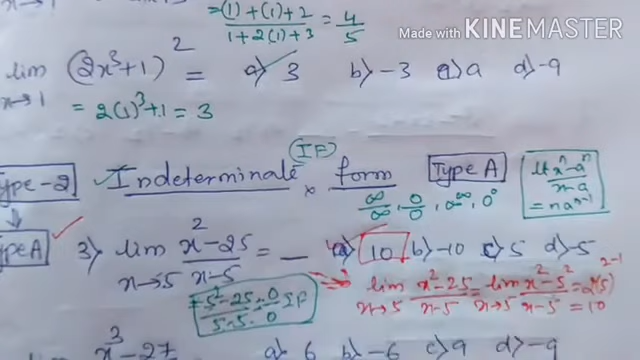 = (1) + (1) + 2 / 1 + 2(1) + 3 = 4/5
Made with KINEMASTER
lim x→1 (2x³+1)² = a) 3 b) -3 c) 9 d) -9
= 2(1)³+1 = 3
(IF)
Type-2 Indeterminate form Type A
∞/∞, 0/0, ∞^∞, 0⁰
lt xⁿ-aⁿ / x-a = naⁿ⁻¹
Type A 3) lim x→5 x²-25 / x-5 = _ a) 10 b) -10 c) 5 d) -5
= 5²-25 / 5-5 = 0/0 IF
lim x→5 x²-25 / x-5 = lim x→5 x²-5² / x-5 = 2(5)²⁻¹ = 10
x³-27 a) 6 b) -6 c) 9 d) -9